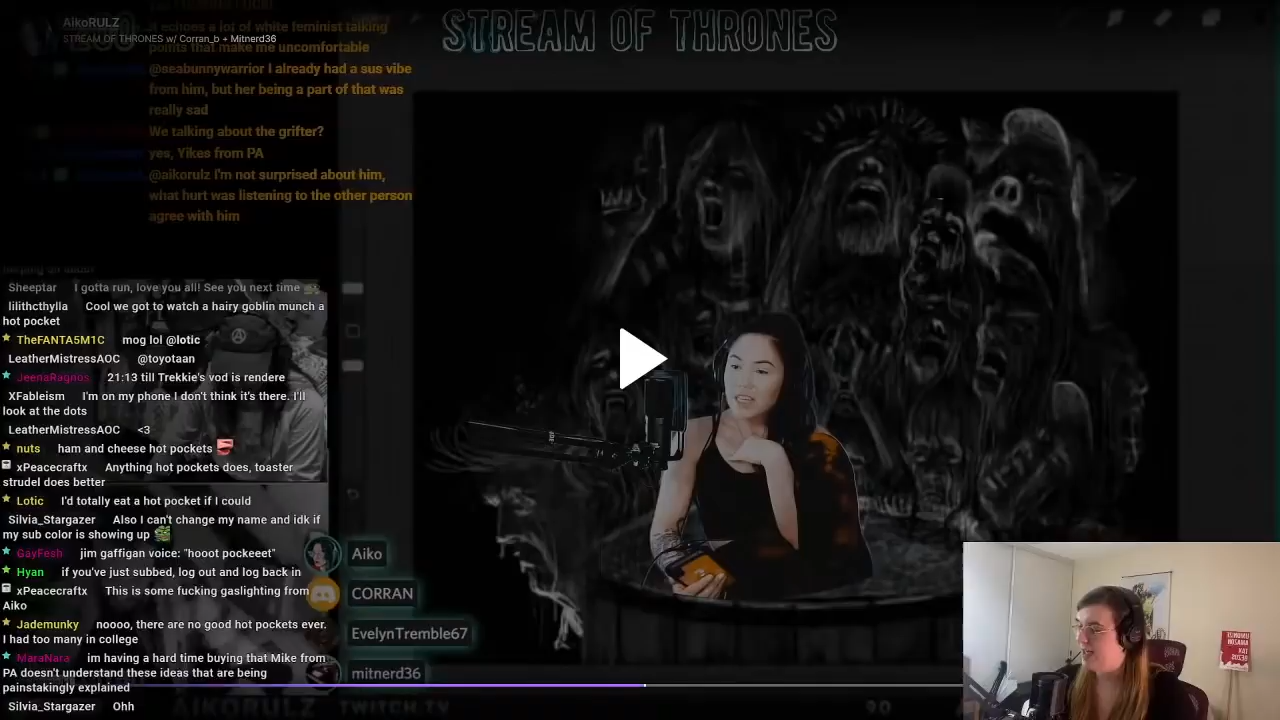 STREAM OF THRONES
AikoRULZ
STREAM OF THRONES w/ Corran_b + Mitnerd36
it echoes a lot of white feminist talking
points that make me uncomfortable
@seabunnywarrior I already had a sus vibe
from him, but her being a part of that was
really sad
We talking about the grifter?
yes, Yikes from PA
@aikorulz I'm not surprised about him,
what hurt was listening to the other person
agree with him
Sheeptar I gotta run, love you all! See you next time
lilithcthylla Cool we got to watch a hairy goblin munch a
hot pocket
TheFANTA5M1C mog lol @lotic
LeatherMistressAOC @toyotaan
JeenaRagnos 21:13 till Trekkie's vod is rendere
XFableism I'm on my phone I don't think it's there. I'll
look at the dots
LeatherMistressAOC <3
nuts ham and cheese hot pockets
xPeacecraftx Anything hot pockets does, toaster
strudel does better
Lotic I'd totally eat a hot pocket if I could
Silvia_Stargazer Also I can't change my name and idk if
my sub color is showing up
GayFesh jim gaffigan voice: "hooot pockeeet"
Hyan if you've just subbed, log out and log back in
xPeacecraftx This is some fucking gaslighting from
Aiko
Jademunky noooo, there are no good hot pockets ever.
I had too many in college
MaraNara im having a hard time buying that Mike from
PA doesn't understand these ideas that are being
painstakingly explained
Silvia_Stargazer Ohh
Aiko
CORRAN
EvelynTremble67
mitnerd36
AIKORULZ TWITCH.TV